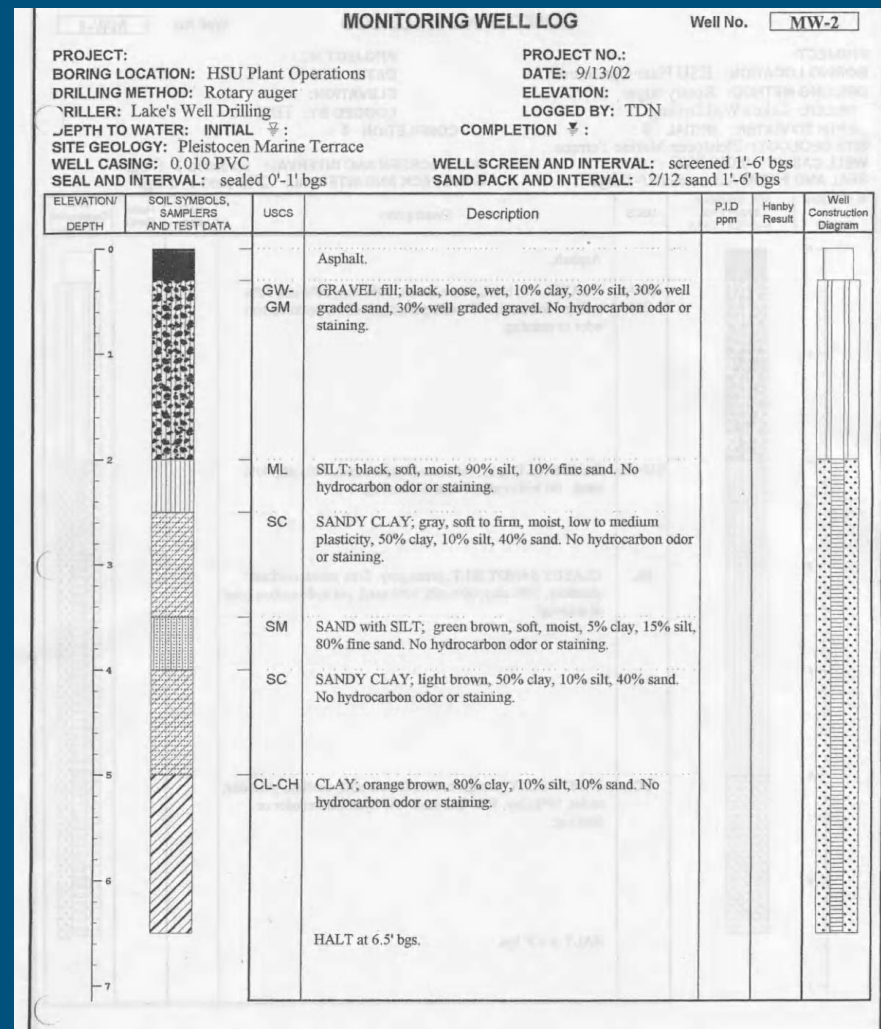 MONITORING WELL LOG
Well No. MW-2
PROJECT:
PROJECT NO.:
BORING LOCATION: HSU Plant Operations
DATE: 9/13/02
DRILLING METHOD: Rotary auger
ELEVATION:
RILLER: Lake's Well Drilling
LOGGED BY: TDN
EPTH TO WATER: INITIAL :
COMPLETION :
SITE GEOLOGY: Pleistocen Marine Terrace
WELL CASING: 0.010 PVC
WELL SCREEN AND INTERVAL: screened 1'-6' bgs
SEAL AND INTERVAL: sealed 0'-1' bgs
SAND PACK AND INTERVAL: 2/12 sand 1'-6' bgs
ELEVATION/
DEPTH
SOIL SYMBOLS,
SAMPLERS
AND TEST DATA
USCS
Description
P.I.D
ppm
Hanby
Result
Well
Construction
Diagram
0
Asphalt.
GW-
GM
GRAVEL fill; black, loose, wet, 10% clay, 30% silt, 30% well
graded sand, 30% well graded gravel. No hydrocarbon odor or
staining.
1
2
ML
SILT; black, soft, moist, 90% silt, 10% fine sand. No
hydrocarbon odor or staining.
SC
SANDY CLAY; gray, soft to firm, moist, low to medium
plasticity, 50% clay, 10% silt, 40% sand. No hydrocarbon odor
or staining.
3
SM
SAND with SILT; green brown, soft, moist, 5% clay, 15% silt,
80% fine sand. No hydrocarbon odor or staining.
4
SC
SANDY CLAY; light brown, 50% clay, 10% silt, 40% sand.
No hydrocarbon odor or staining.
5
CL-CH
CLAY; orange brown, 80% clay, 10% silt, 10% sand. No
hydrocarbon odor or staining.
6
HALT at 6.5' bgs.
7